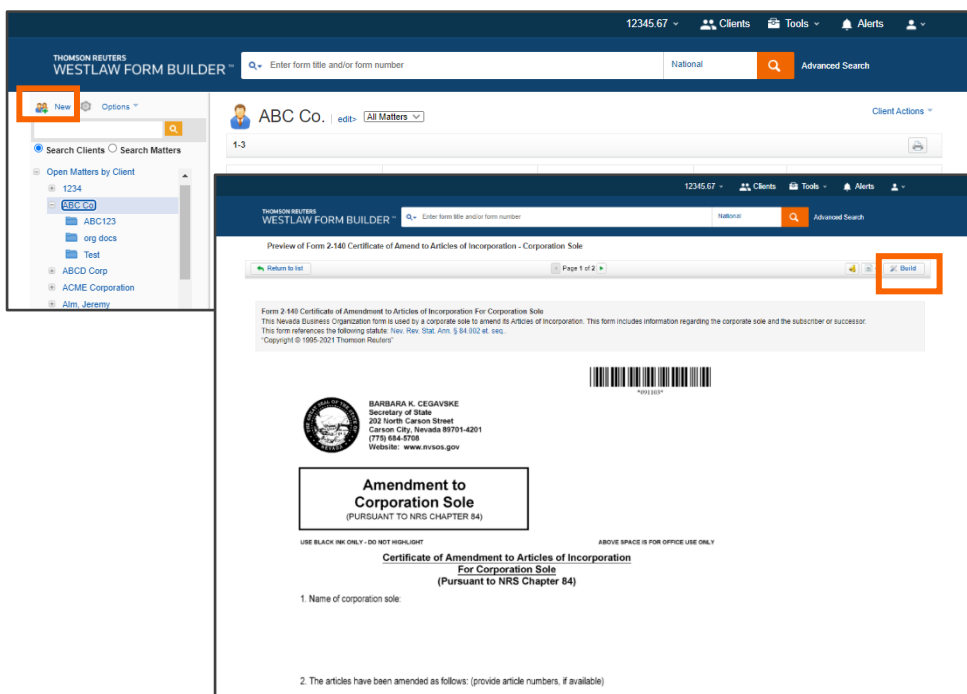 12345.67 Clients Tools Alerts
THOMSON REUTERS
WESTLAW FORM BUILDER™ Enter form title and/or form number National Advanced Search
New Options
ABC Co. | edit> All Matters Client Actions
Search Clients Search Matters
1-3
Open Matters by Client
1234
ABC Co
ABC123
org docs
Test
ABCD Corp
ACME Corporation
Alm, Jeremy
12345.67 Clients Tools Alerts
THOMSON REUTERS
WESTLAW FORM BUILDER™ Enter form title and/or form number National Advanced Search
Preview of Form 2-140 Certificate of Amend to Articles of Incorporation - Corporation Sole
Return to list Page 1 of 2 Build
Form 2-140 Certificate of Amendment to Articles of Incorporation For Corporation Sole
This Nevada Business Organization form is used by a corporate sole to amend its Articles of Incorporation. This form includes information regarding the corporate sole and the subscriber or successor.
This form references the following statute: Nev. Rev. Stat. Ann. § 84.002 et. seq..
"Copyright © 1995-2021 Thomson Reuters"
*091103*
BARBARA K. CEGAVSKE
Secretary of State
202 North Carson Street
Carson City, Nevada 89701-4201
(775) 684-5708
Website: www.nvsos.gov
Amendment to
Corporation Sole
(PURSUANT TO NRS CHAPTER 84)
USE BLACK INK ONLY - DO NOT HIGHLIGHT ABOVE SPACE IS FOR OFFICE USE ONLY
Certificate of Amendment to Articles of Incorporation
For Corporation Sole
(Pursuant to NRS Chapter 84)
1. Name of corporation sole:
2. The articles have been amended as follows: (provide article numbers, if available)